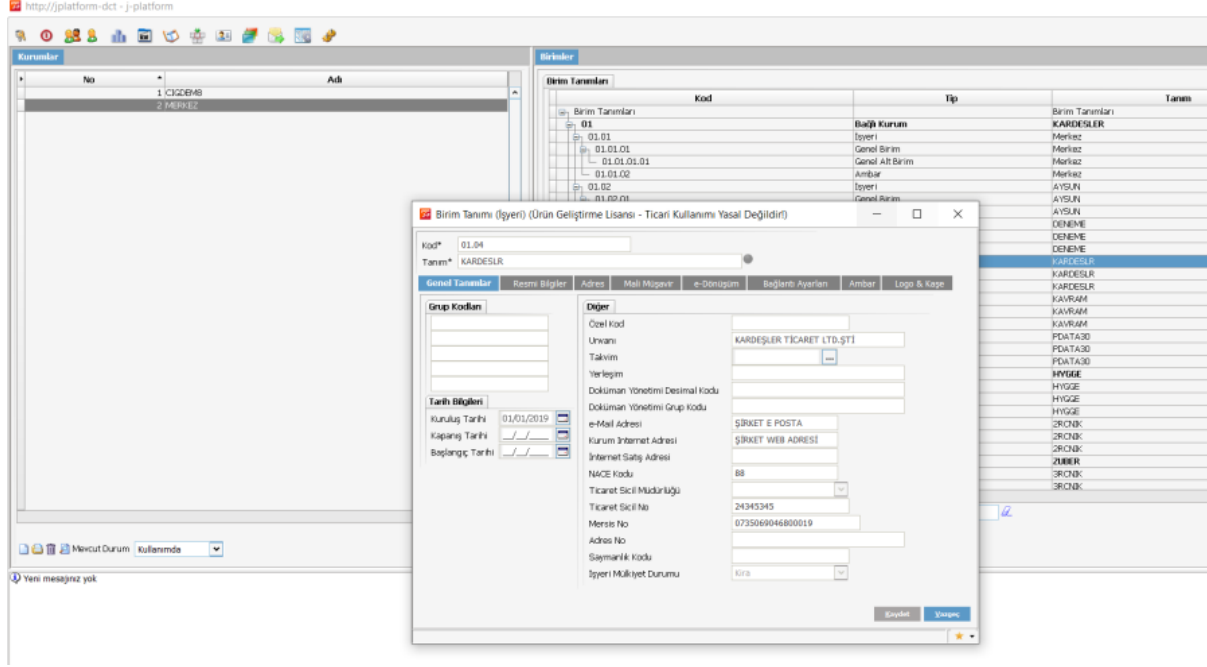 http://jplatform-dct - j-platform
Kurumlar
No Adı
1 CIGDEM8
2 MERKEZ
Mevcut Durum Kullanımda
Yeni mesajınız yok
Birimler
Birim Tanımları
Kod Tip Tanım
Birim Tanımları Birim Tanımları
01 Bağlı Kurum KARDESLER
01.01 İşyeri Merkez
01.01.01 Genel Birim Merkez
01.01.01.01 Genel Alt Birim Merkez
01.01.02 Ambar Merkez
01.02 İşyeri AYSUN
01.02.01 Genel Birim AYSUN
AYSUN
DENEME
DENEME
DENEME
KARDESLR
KARDESLR
KARDESLR
KAVRAM
KAVRAM
KAVRAM
PDATA30
PDATA30
PDATA30
HYGGE
HYGGE
HYGGE
HYGGE
2RCNIK
2RCNIK
2RCNIK
ZUBER
3RCNIK
3RCNIK
Birim Tanımı (İşyeri) (Ürün Geliştirme Lisansı - Ticari Kullanımı Yasal Değildir!)
Kod* 01.04
Tanım* KARDESLR
Genel Tanımlar Resmi Bilgiler Adres Mali Müşavir e-Dönüşüm Bağlantı Ayarları Ambar Logo & Kaşe
Grup Kodları
Tarih Bilgileri
Kuruluş Tarihi 01/01/2019
Kapanış Tarihi __/__/____
Başlangıç Tarihi __/__/____
Diğer
Özel Kod
Unvanı KARDEŞLER TİCARET LTD.ŞTİ
Takvim ...
Yerleşim
Doküman Yönetimi Desimal Kodu
Doküman Yönetimi Grup Kodu
e-Mail Adresi ŞİRKET E POSTA
Kurum İnternet Adresi ŞİRKET WEB ADRESİ
İnternet Satış Adresi
NACE Kodu 88
Ticaret Sicil Müdürlüğü
Ticaret Sicil No 24345345
Mersis No 0735069046800019
Adres No
Saymanlık Kodu
İşyeri Mülkiyet Durumu Kira
Kaydet Vazgeç